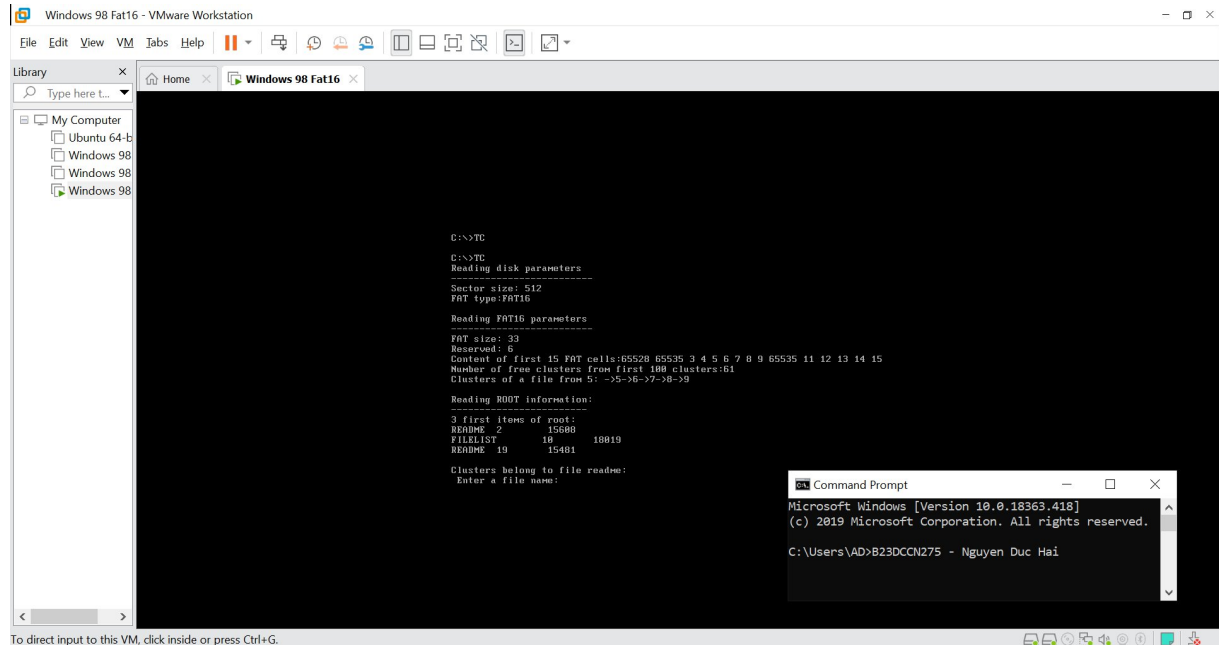 Windows 98 Fat16 - VMware Workstation
File Edit View VM Tabs Help
Library
Type here t...
Home
Windows 98 Fat16
My Computer
Ubuntu 64-b
Windows 98
Windows 98
Windows 98
C:\>TC
C:\>TC
Reading disk parameters
-------------------------
Sector size: 512
FAT type:FAT16
Reading FAT16 parameters
-------------------------
FAT size: 33
Reserved: 6
Content of first 15 FAT cells:65528 65535 3 4 5 6 7 8 9 65535 11 12 13 14 15
Number of free clusters from first 100 clusters:61
Clusters of a file from 5: ->5->6->7->8->9
Reading ROOT information:
------------------------
3 first items of root:
README 2 15608
FILELIST 10 18019
README 19 15481
Clusters belong to file readme:
Enter a file name:
Command Prompt
Microsoft Windows [Version 10.0.18363.418]
(c) 2019 Microsoft Corporation. All rights reserved.
C:\Users\AD>B23DCCN275 - Nguyen Duc Hai
To direct input to this VM, click inside or press Ctrl+G.